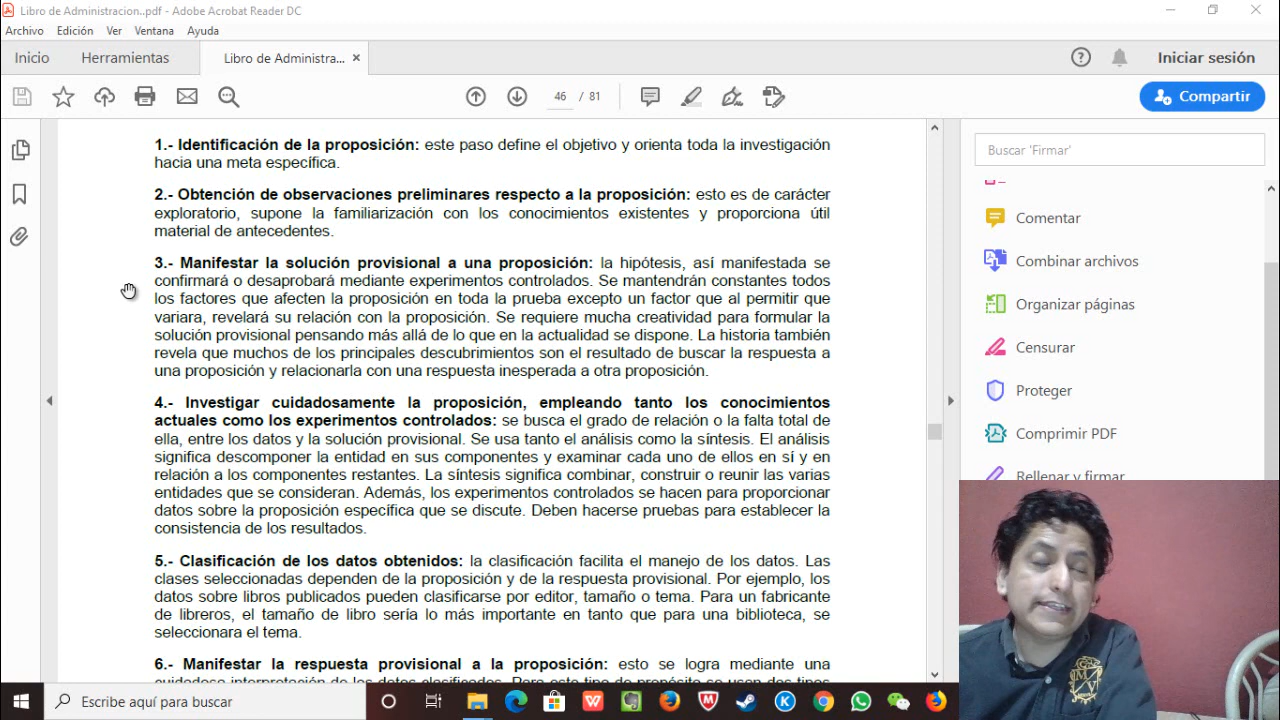 Libro de Administracion..pdf - Adobe Acrobat Reader DC
Archivo Edición Ver Ventana Ayuda
Inicio Herramientas Libro de Administra... Iniciar sesión
46 / 81 Compartir
1.- Identificación de la proposición: este paso define el objetivo y orienta toda la investigación
hacia una meta específica.
2.- Obtención de observaciones preliminares respecto a la proposición: esto es de carácter
exploratorio, supone la familiarización con los conocimientos existentes y proporciona útil
material de antecedentes.
3.- Manifestar la solución provisional a una proposición: la hipótesis, así manifestada se
confirmará o desaprobará mediante experimentos controlados. Se mantendrán constantes todos
los factores que afecten la proposición en toda la prueba excepto un factor que al permitir que
variara, revelará su relación con la proposición. Se requiere mucha creatividad para formular la
solución provisional pensando más allá de lo que en la actualidad se dispone. La historia también
revela que muchos de los principales descubrimientos son el resultado de buscar la respuesta a
una proposición y relacionarla con una respuesta inesperada a otra proposición.
4.- Investigar cuidadosamente la proposición, empleando tanto los conocimientos
actuales como los experimentos controlados: se busca el grado de relación o la falta total de
ella, entre los datos y la solución provisional. Se usa tanto el análisis como la síntesis. El análisis
significa descomponer la entidad en sus componentes y examinar cada uno de ellos en sí y en
relación a los componentes restantes. La síntesis significa combinar, construir o reunir las varias
entidades que se consideran. Además, los experimentos controlados se hacen para proporcionar
datos sobre la proposición específica que se discute. Deben hacerse pruebas para establecer la
consistencia de los resultados.
5.- Clasificación de los datos obtenidos: la clasificación facilita el manejo de los datos. Las
clases seleccionadas dependen de la proposición y de la respuesta provisional. Por ejemplo, los
datos sobre libros publicados pueden clasificarse por editor, tamaño o tema. Para un fabricante
de libreros, el tamaño de libro sería lo más importante en tanto que para una biblioteca, se
seleccionara el tema.
6.- Manifestar la respuesta provisional a la proposición: esto se logra mediante una
cuidadosa interpretación de los datos clasificados. Pero este tipo de propósito se usan dos tipos
Buscar 'Firmar'
Comentar
Combinar archivos
Organizar páginas
Censurar
Proteger
Comprimir PDF
Rellenar y firmar
Escribe aquí para buscar